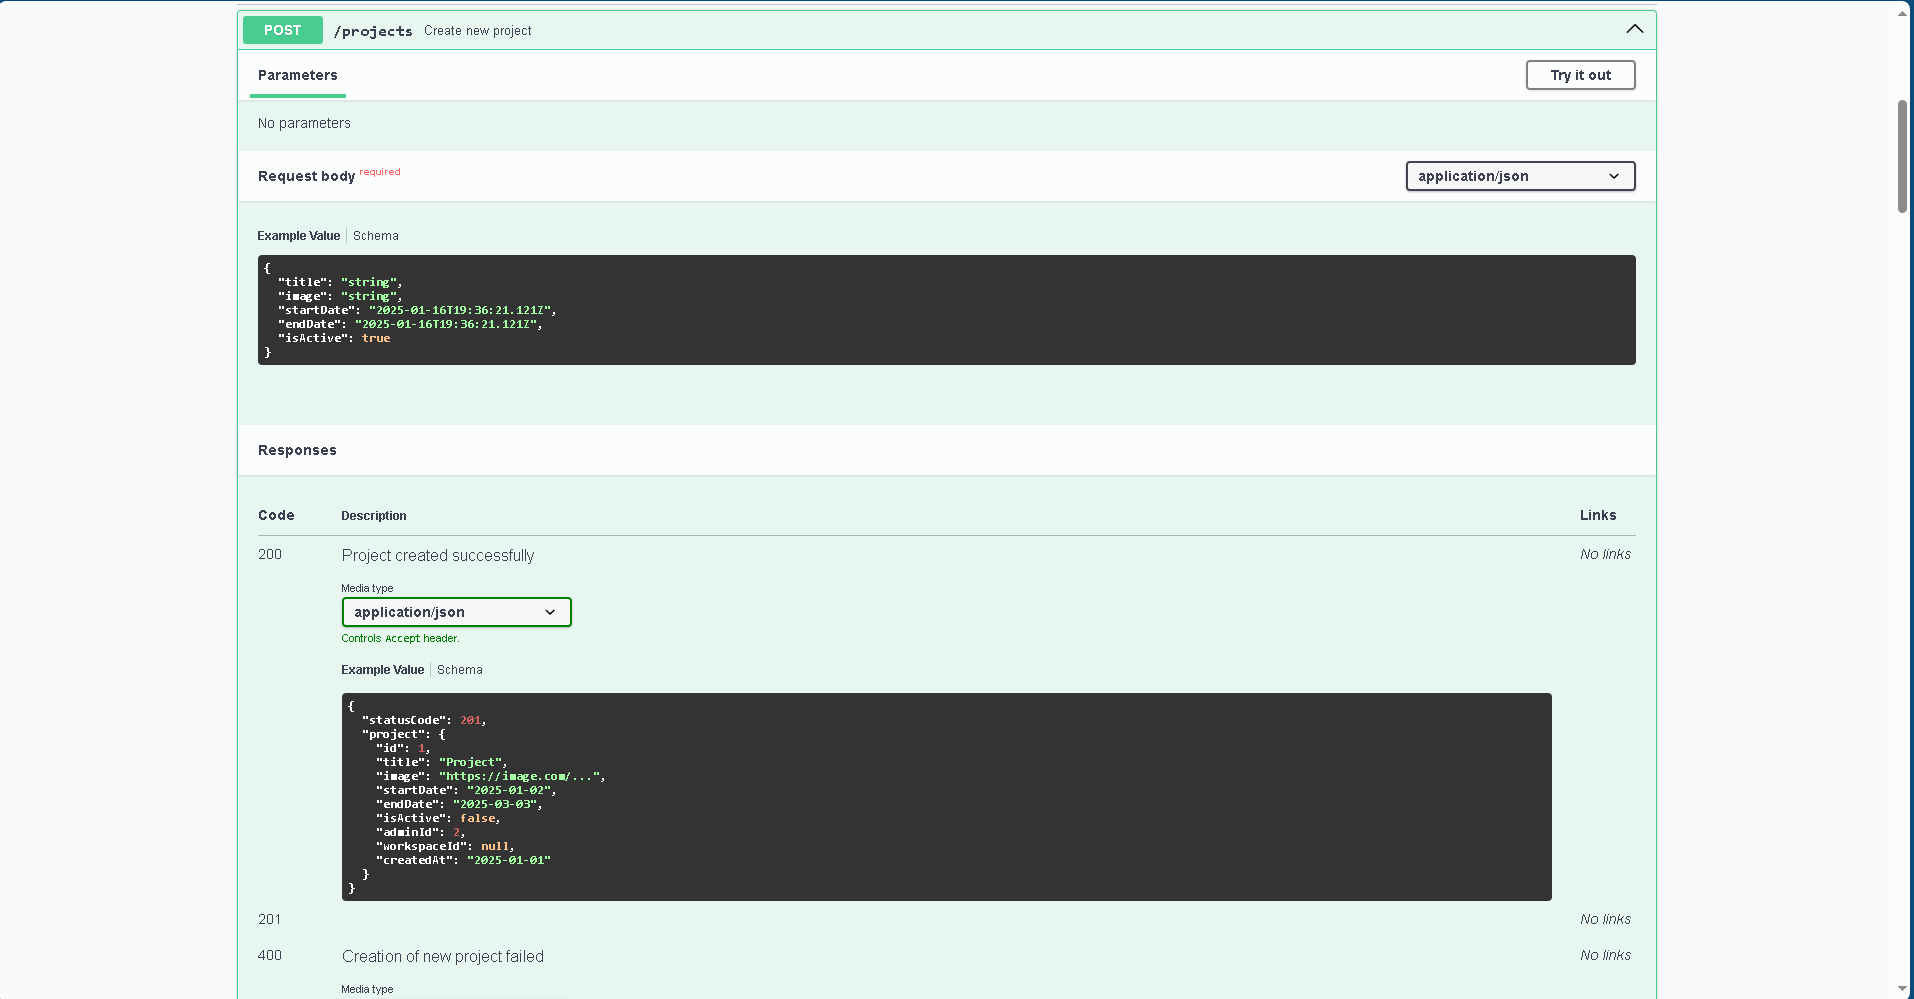 POST /projects Create new project
Parameters
Try it out
No parameters
Request body required
application/json
Example Value Schema
{
  "title": "string",
  "image": "string",
  "startDate": "2025-01-16T19:36:21.121Z",
  "endDate": "2025-01-16T19:36:21.121Z",
  "isActive": true
}
Responses
Code Description Links
200 Project created successfully No links
Media type
application/json
Controls Accept header.
Example Value Schema
{
  "statusCode": 201,
  "project": {
    "id": 1,
    "title": "Project",
    "image": "https://image.com/...",
    "startDate": "2025-01-02",
    "endDate": "2025-03-03",
    "isActive": false,
    "adminId": 2,
    "workspaceId": null,
    "createdAt": "2025-01-01"
  }
}
201 No links
400 Creation of new project failed No links
Media type